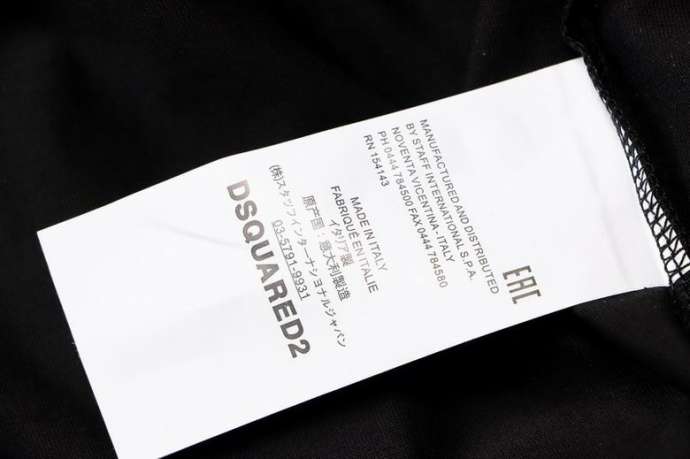 EAC
MANUFACTURED AND DISTRIBUTED
BY STAFF INTERNATIONAL S.P.A.
NOVENTA VICENTINA - ITALY
PH 0444 784500 FAX 0444 784580
RN 154143
MADE IN ITALY
FABRIQUÉ EN ITALIE
イタリア製
原产国：意大利製造
(株)スタッフインターナショナルジャパン
03-5791-9931
DSQUARED2